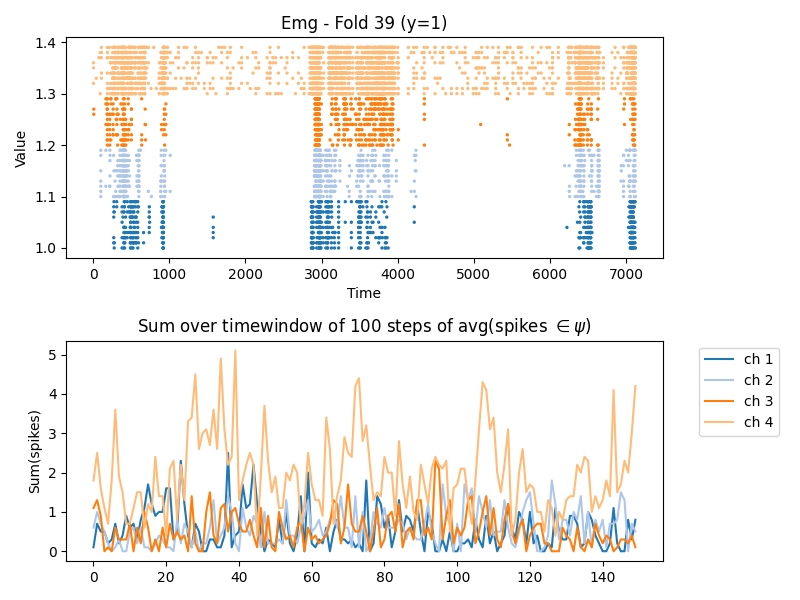 Emg - Fold 39 (y=1)
Value
1.4
1.3
1.2
1.1
1.0
0 1000 2000 3000 4000 5000 6000 7000
Time
Sum over timewindow of 100 steps of avg(spikes ∈ ψ)
Sum(spikes)
5
4
3
2
1
0
0 20 40 60 80 100 120 140
ch 1
ch 2
ch 3
ch 4